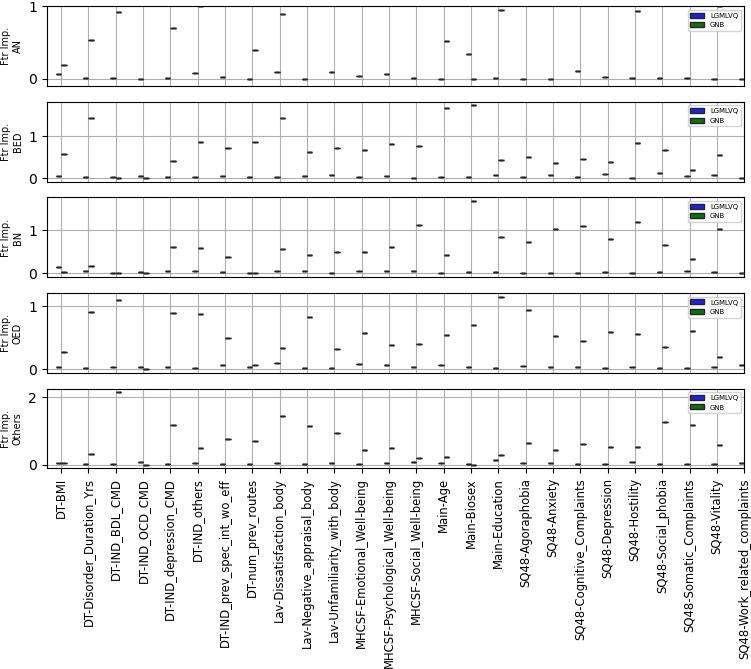 1
0
Ftr Imp.
AN
LGMLVQ
GNB
1
0
Ftr Imp.
BED
LGMLVQ
GNB
1
0
Ftr Imp.
BN
LGMLVQ
GNB
1
0
Ftr Imp.
OED
LGMLVQ
GNB
2
0
Ftr Imp.
Others
LGMLVQ
GNB
DT-BMI
DT-Disorder_Duration_Yrs
DT-IND_BDL_CMD
DT-IND_OCD_CMD
DT-IND_depression_CMD
DT-IND_others
DT-IND_prev_spec_int_wo_eff
DT-num_prev_routes
Lav-Dissatisfaction_body
Lav-Negative_appraisal_body
Lav-Unfamiliarity_with_body
MHCSF-Emotional_Well-being
MHCSF-Psychological_Well-being
MHCSF-Social_Well-being
Main-Age
Main-Biosex
Main-Education
SQ48-Agoraphobia
SQ48-Anxiety
SQ48-Cognitive_Complaints
SQ48-Depression
SQ48-Hostility
SQ48-Social_phobia
SQ48-Somatic_Complaints
SQ48-Vitality
SQ48-Work_related_complaints